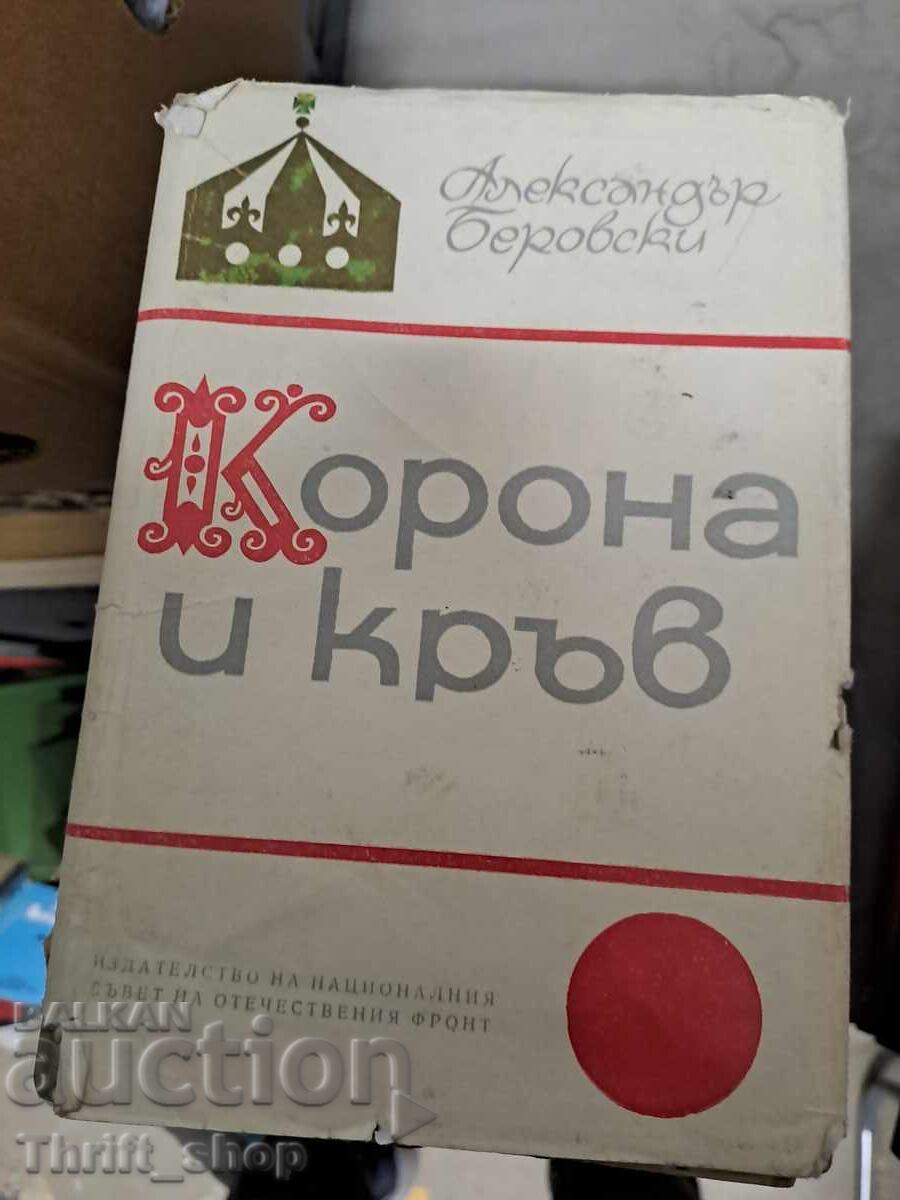 Александър
Беровски
Корона
и кръв
ИЗДАТЕЛСТВО НА НАЦИОНАЛНИЯ
СЪВЕТ НА ОТЕЧЕСТВЕНИЯ ФРОНТ
BALKAN
auction
Thrift_shop